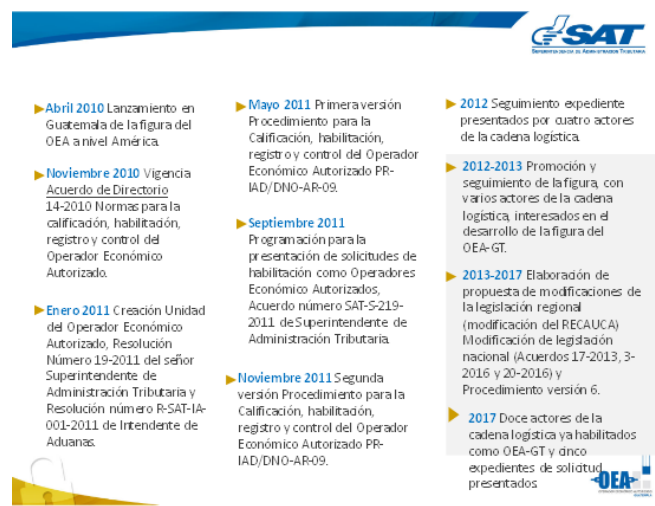 SAT
SUPERINTENDENCIA DE ADMINISTRACION TRIBUTARIA
Abril 2010 Lanzamiento en
Guatemala de la figura del
OEA a nivel América.
Noviembre 2010 Vigencia
Acuerdo de Directorio
14-2010 Normas para la
calificación, habilitación,
registro y control del
Operador Económico
Autorizado.
Enero 2011 Creación Unidad
del Operador Económico
Autorizado, Resolución
Número 19-2011 del señor
Superintendente de
Administración Tributaria y
Resolución número R-SAT-IA-
001-2011 de Intendente de
Aduanas.
Mayo 2011 Primera versión
Procedimiento para la
Calificación, habilitación,
registro y control del Operador
Económico Autorizado PR-
IAD/DNO-AR-09.
Septiembre 2011
Programación para la
presentación de solicitudes de
habilitación como Operadores
Económico Autorizados,
Acuerdo número SAT-S-219-
2011 de Superintendente de
Administración Tributaria.
Noviembre 2011 Segunda
versión Procedimiento para la
Calificación, habilitación,
registro y control del Operador
Económico Autorizado PR-
IAD/DNO-AR-09.
2012 Seguimiento expediente
presentados por cuatro actores
de la cadena logística.
2012-2013 Promoción y
seguimiento de la figura, con
varios actores de la cadena
logística, interesados en el
desarrollo de la figura del
OEA-GT.
2013-2017 Elaboración de
propuesta de modificaciones de
la legislación regional
(modificación del RECAUCA)
Modificación de legislación
nacional (Acuerdos 17-2013, 3-
2016 y 20-2016) y
Procedimiento versión 6.
2017 Doce actores de la
cadena logística ya habilitados
como OEA-GT y cinco
expedientes de solicitud
presentados.
OEA